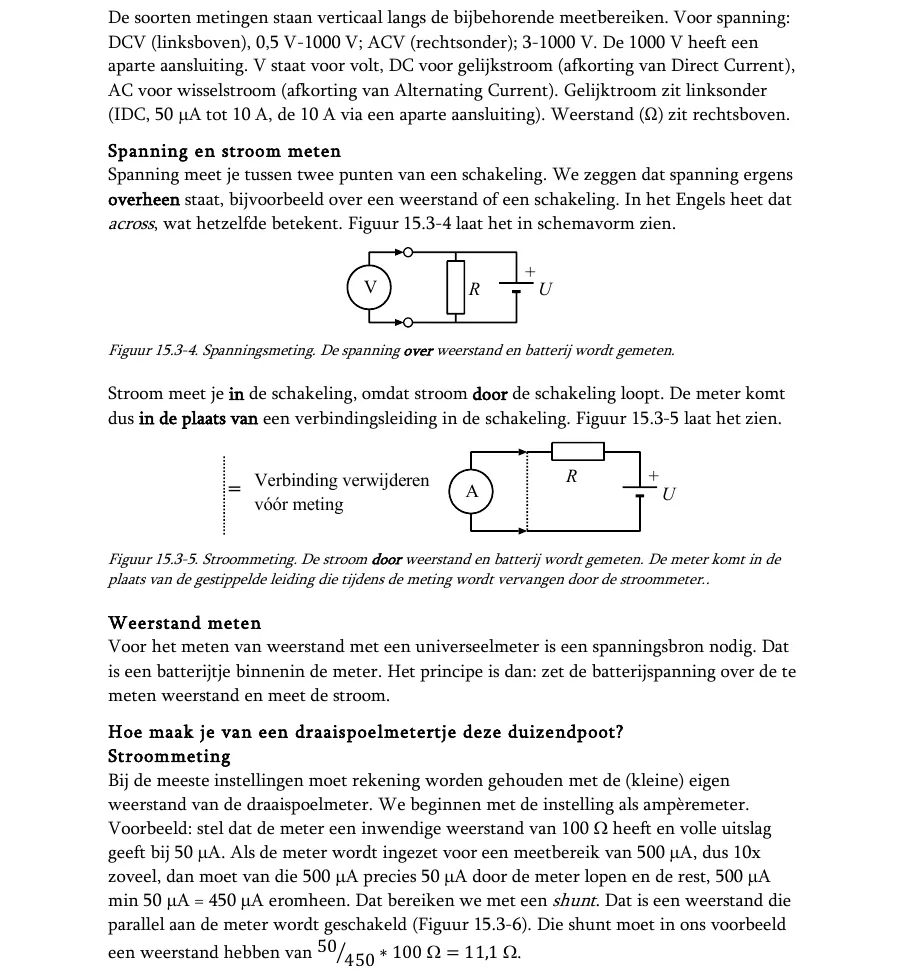 De soorten metingen staan verticaal langs de bijbehorende meetbereiken. Voor spanning:
DCV (linksboven), 0,5 V-1000 V; ACV (rechtsonder); 3-1000 V. De 1000 V heeft een
aparte aansluiting. V staat voor volt, DC voor gelijkstroom (afkorting van Direct Current),
AC voor wisselstroom (afkorting van Alternating Current). Gelijktroom zit linksonder
(IDC, 50 µA tot 10 A, de 10 A via een aparte aansluiting). Weerstand (Ω) zit rechtsboven.
Spanning en stroom meten
Spanning meet je tussen twee punten van een schakeling. We zeggen dat spanning ergens
overheen staat, bijvoorbeeld over een weerstand of een schakeling. In het Engels heet dat
across, wat hetzelfde betekent. Figuur 15.3-4 laat het in schemavorm zien.
V R + U
Figuur 15.3-4. Spanningsmeting. De spanning over weerstand en batterij wordt gemeten.
Stroom meet je in de schakeling, omdat stroom door de schakeling loopt. De meter komt
dus in de plaats van een verbindingsleiding in de schakeling. Figuur 15.3-5 laat het zien.
= Verbinding verwijderen
vóór meting
A R + U
Figuur 15.3-5. Stroommeting. De stroom door weerstand en batterij wordt gemeten. De meter komt in de
plaats van de gestippelde leiding die tijdens de meting wordt vervangen door de stroommeter..
Weerstand meten
Voor het meten van weerstand met een universeelmeter is een spanningsbron nodig. Dat
is een batterijtje binnenin de meter. Het principe is dan: zet de batterijspanning over de te
meten weerstand en meet de stroom.
Hoe maak je van een draaispoelmetertje deze duizendpoot?
Stroommeting
Bij de meeste instellingen moet rekening worden gehouden met de (kleine) eigen
weerstand van de draaispoelmeter. We beginnen met de instelling als ampèremeter.
Voorbeeld: stel dat de meter een inwendige weerstand van 100 Ω heeft en volle uitslag
geeft bij 50 µA. Als de meter wordt ingezet voor een meetbereik van 500 µA, dus 10x
zoveel, dan moet van die 500 µA precies 50 µA door de meter lopen en de rest, 500 µA
min 50 µA = 450 µA eromheen. Dat bereiken we met een shunt. Dat is een weerstand die
parallel aan de meter wordt geschakeld (Figuur 15.3-6). Die shunt moet in ons voorbeeld
een weerstand hebben van 50/450 * 100 Ω = 11,1 Ω.